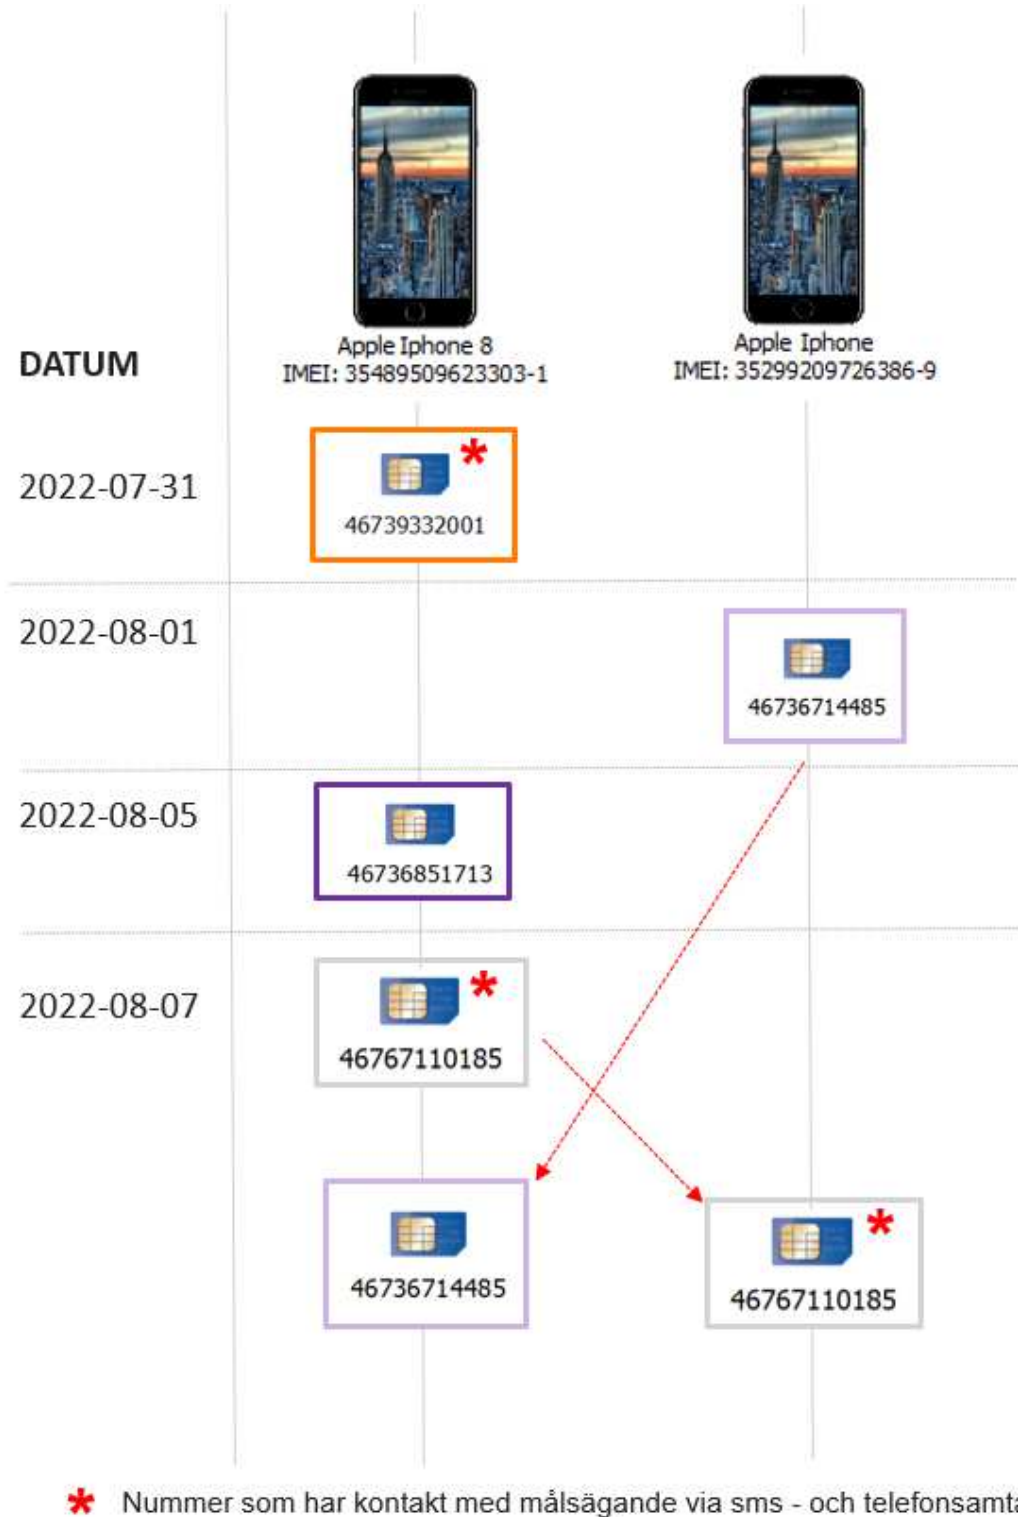 Apple Iphone 8
IMEI: 35489509623303-1
Apple Iphone
IMEI: 35299209726386-9
DATUM
2022-07-31
46739332001
2022-08-01
46736714485
2022-08-05
46736851713
2022-08-07
46767110185
46736714485
46767110185
* Nummer som har kontakt med målsägande via sms - och telefonsamta